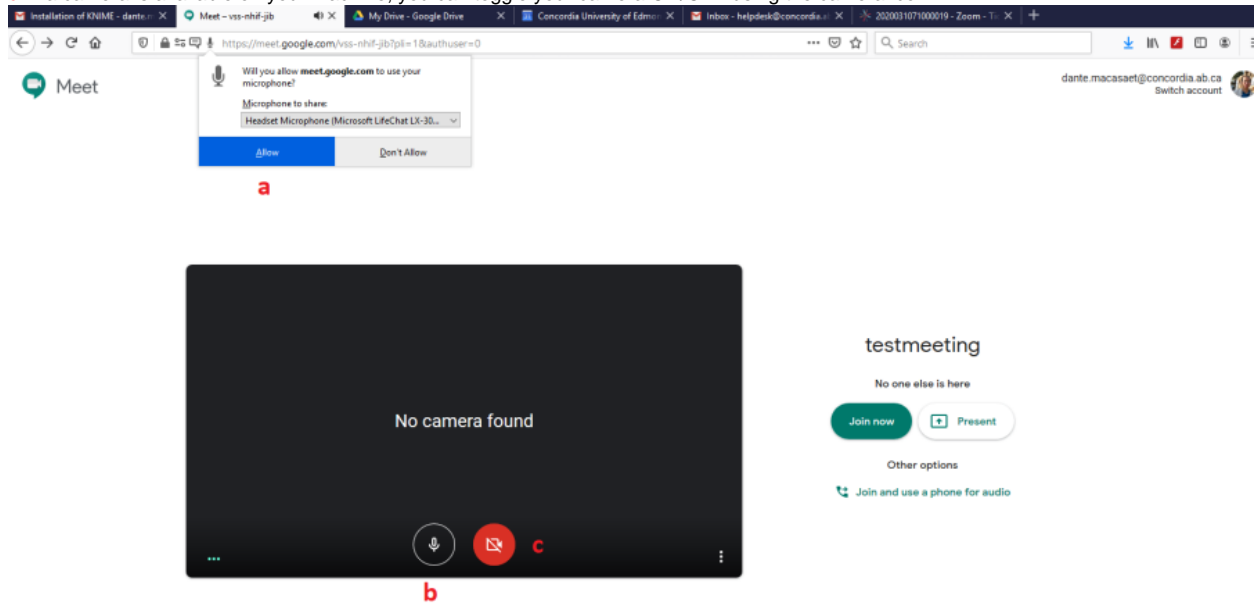 Installation of KNIME - dante.m
Meet – vss-nhif-jib
My Drive - Google Drive
Concordia University of Edmon
Inbox - helpdesk@concordia.a
2020031071000019 - Zoom - Ti
https://meet.google.com/vss-nhif-jib?pli=1&authuser=0
Search
Meet
dante.macasaet@concordia.ab.ca
Switch account
Will you allow meet.google.com to use your
microphone?
Microphone to share:
Headset Microphone (Microsoft LifeChat LX-30...
Allow
Don't Allow
a
No camera found
c
b
testmeeting
No one else is here
Join now
Present
Other options
Join and use a phone for audio